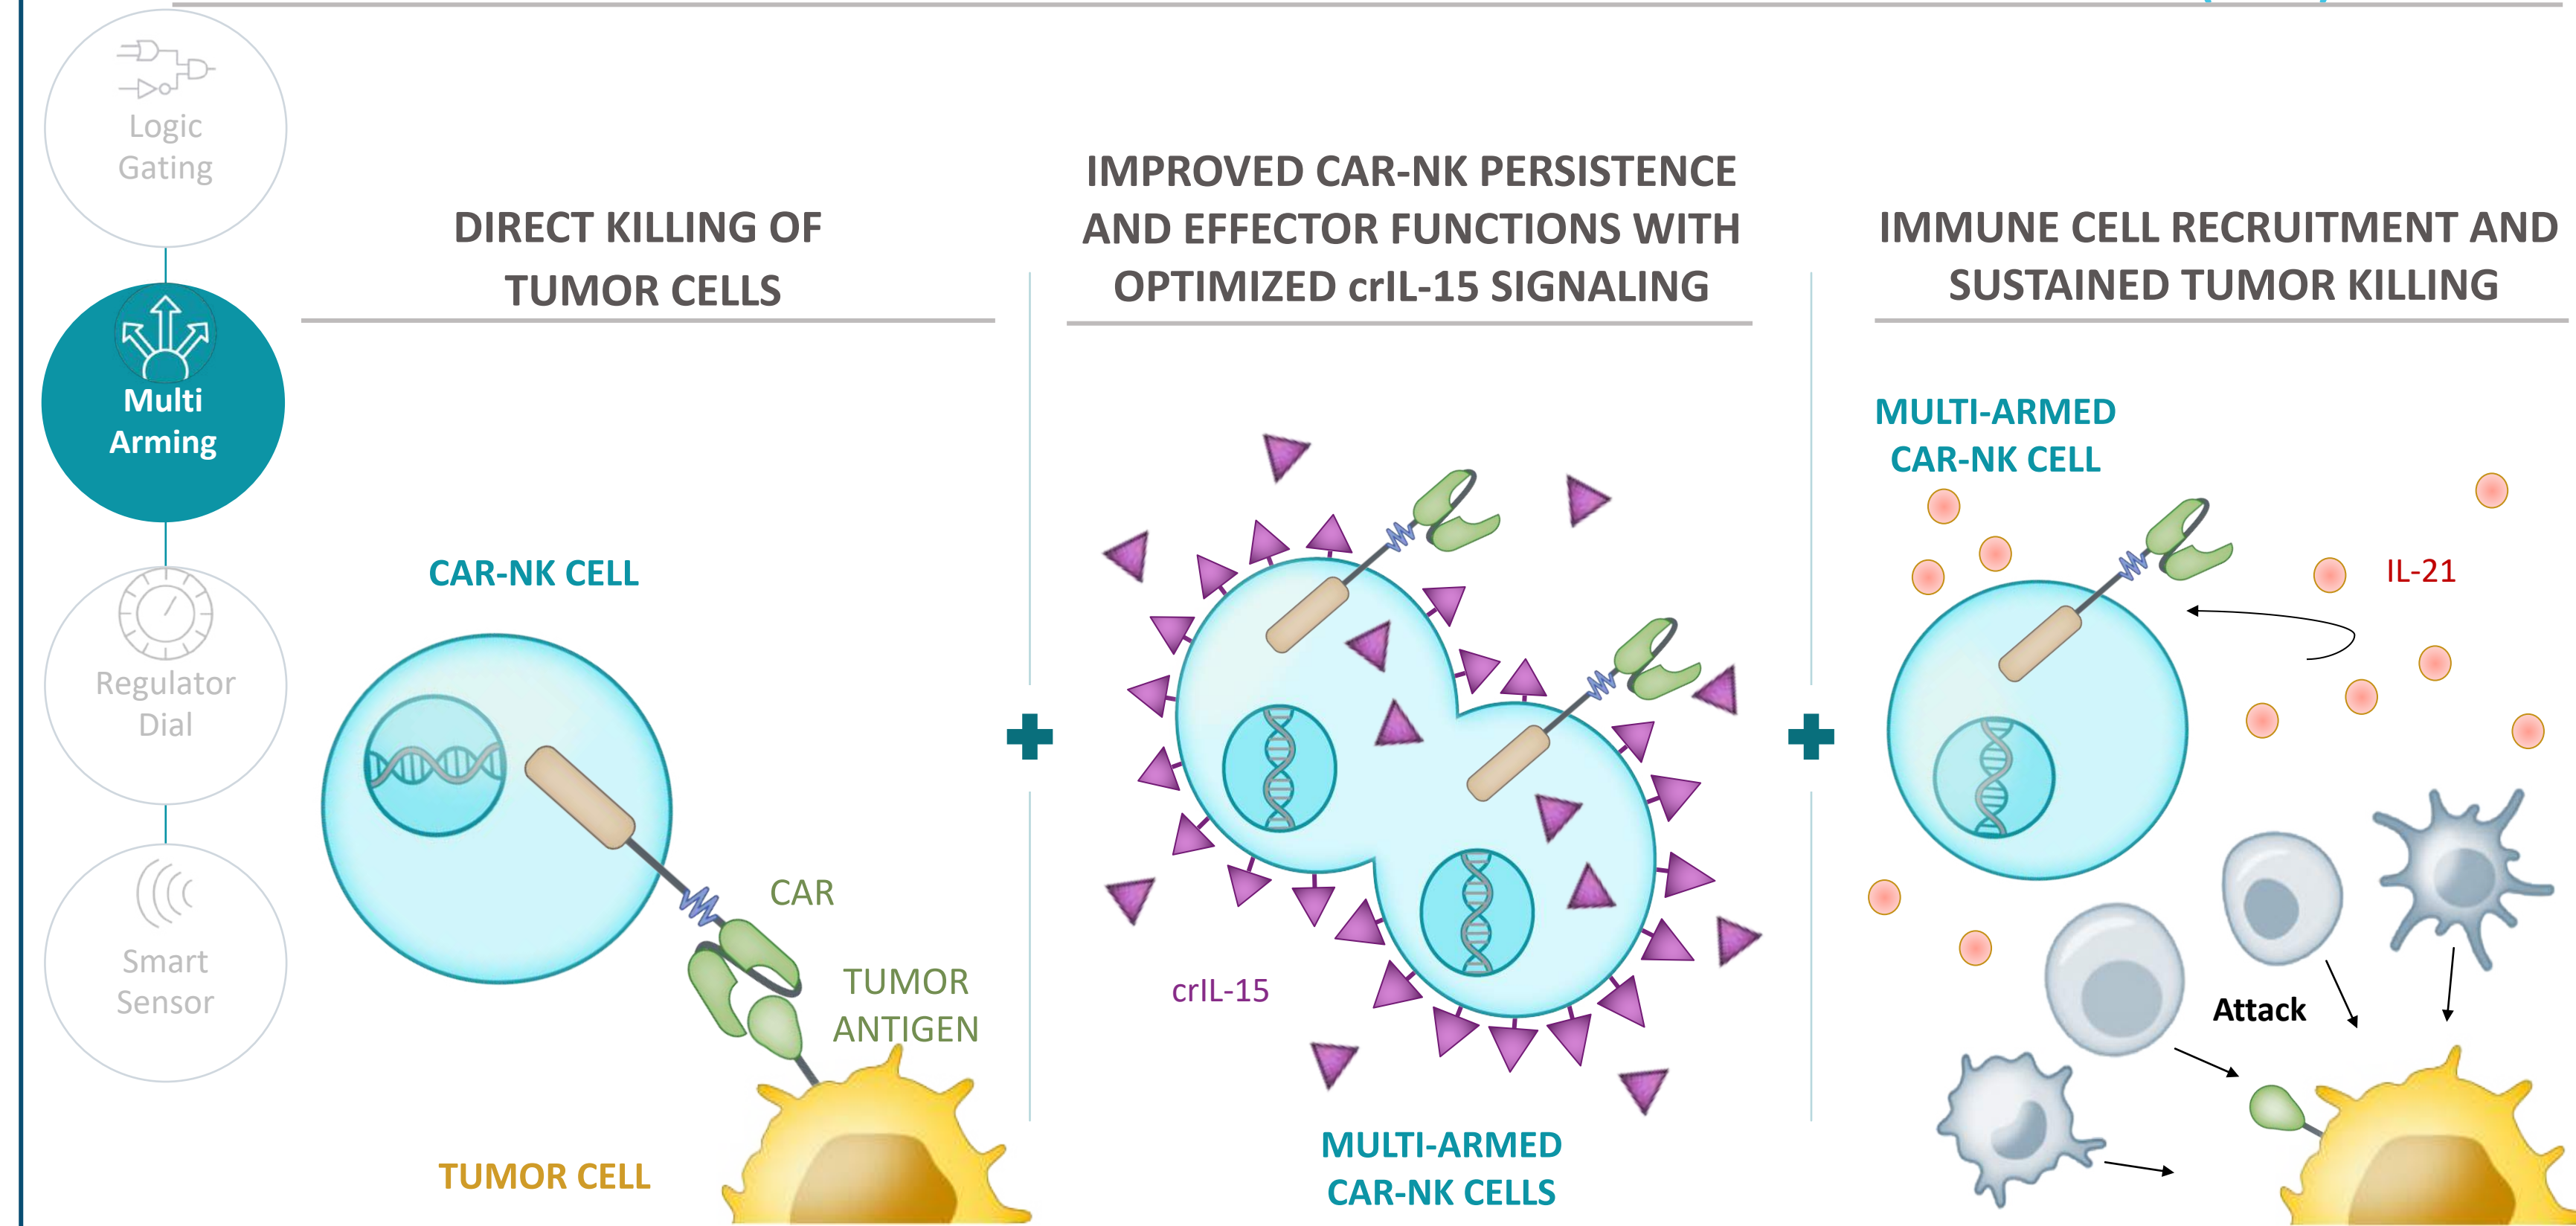 Logic
Gating
Multi
Arming
Regulator
Dial
Smart
Sensor
DIRECT KILLING OF
TUMOR CELLS
CAR-NK CELL
CAR
TUMOR
ANTIGEN
TUMOR CELL
IMPROVED CAR-NK PERSISTENCE
AND EFFECTOR FUNCTIONS WITH
OPTIMIZED crIL-15 SIGNALING
crIL-15
MULTI-ARMED
CAR-NK CELLS
IMMUNE CELL RECRUITMENT AND
SUSTAINED TUMOR KILLING
MULTI-ARMED
CAR-NK CELL
IL-21
Attack